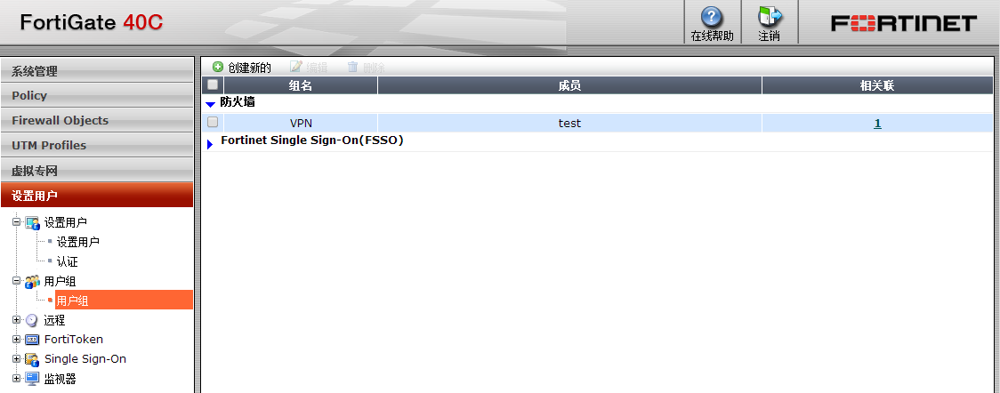 FortiGate 40C
在线帮助
注销
FORTINET
系统管理
Policy
Firewall Objects
UTM Profiles
虚拟专网
设置用户
设置用户
设置用户
认证
用户组
用户组
远程
FortiToken
Single Sign-On
监视器
创建新的 编辑 删除
组名 成员 相关联
防火墙
VPN test 1
Fortinet Single Sign-On(FSSO)